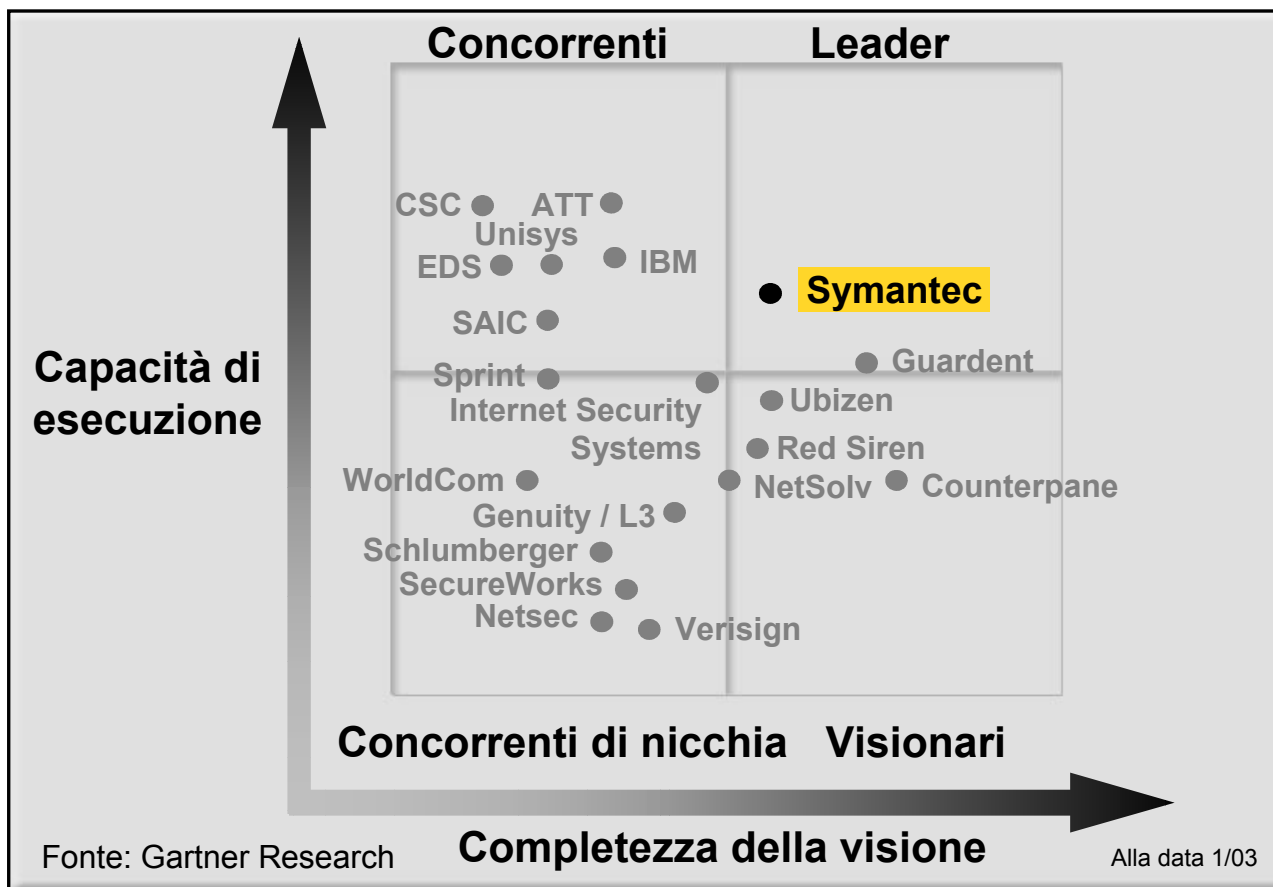 Concorrenti Leader
CSC ATT
Unisys
EDS IBM
Symantec
SAIC
Capacità di
esecuzione
Guardent
Sprint
Internet Security
Systems
Ubizen
Red Siren
WorldCom
NetSolv
Counterpane
Genuity / L3
Schlumberger
SecureWorks
Netsec
Verisign
Concorrenti di nicchia Visionari
Completezza della visione
Fonte: Gartner Research
Alla data 1/03